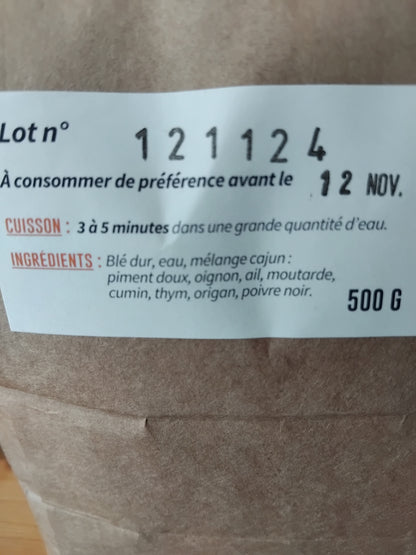 Lot n° 121124
À consommer de préférence avant le 12 NOV.
CUISSON : 3 à 5 minutes dans une grande quantité d'eau.
INGRÉDIENTS : Blé dur, eau, mélange cajun :
piment doux, oignon, ail, moutarde,
cumin, thym, origan, poivre noir.
500 G